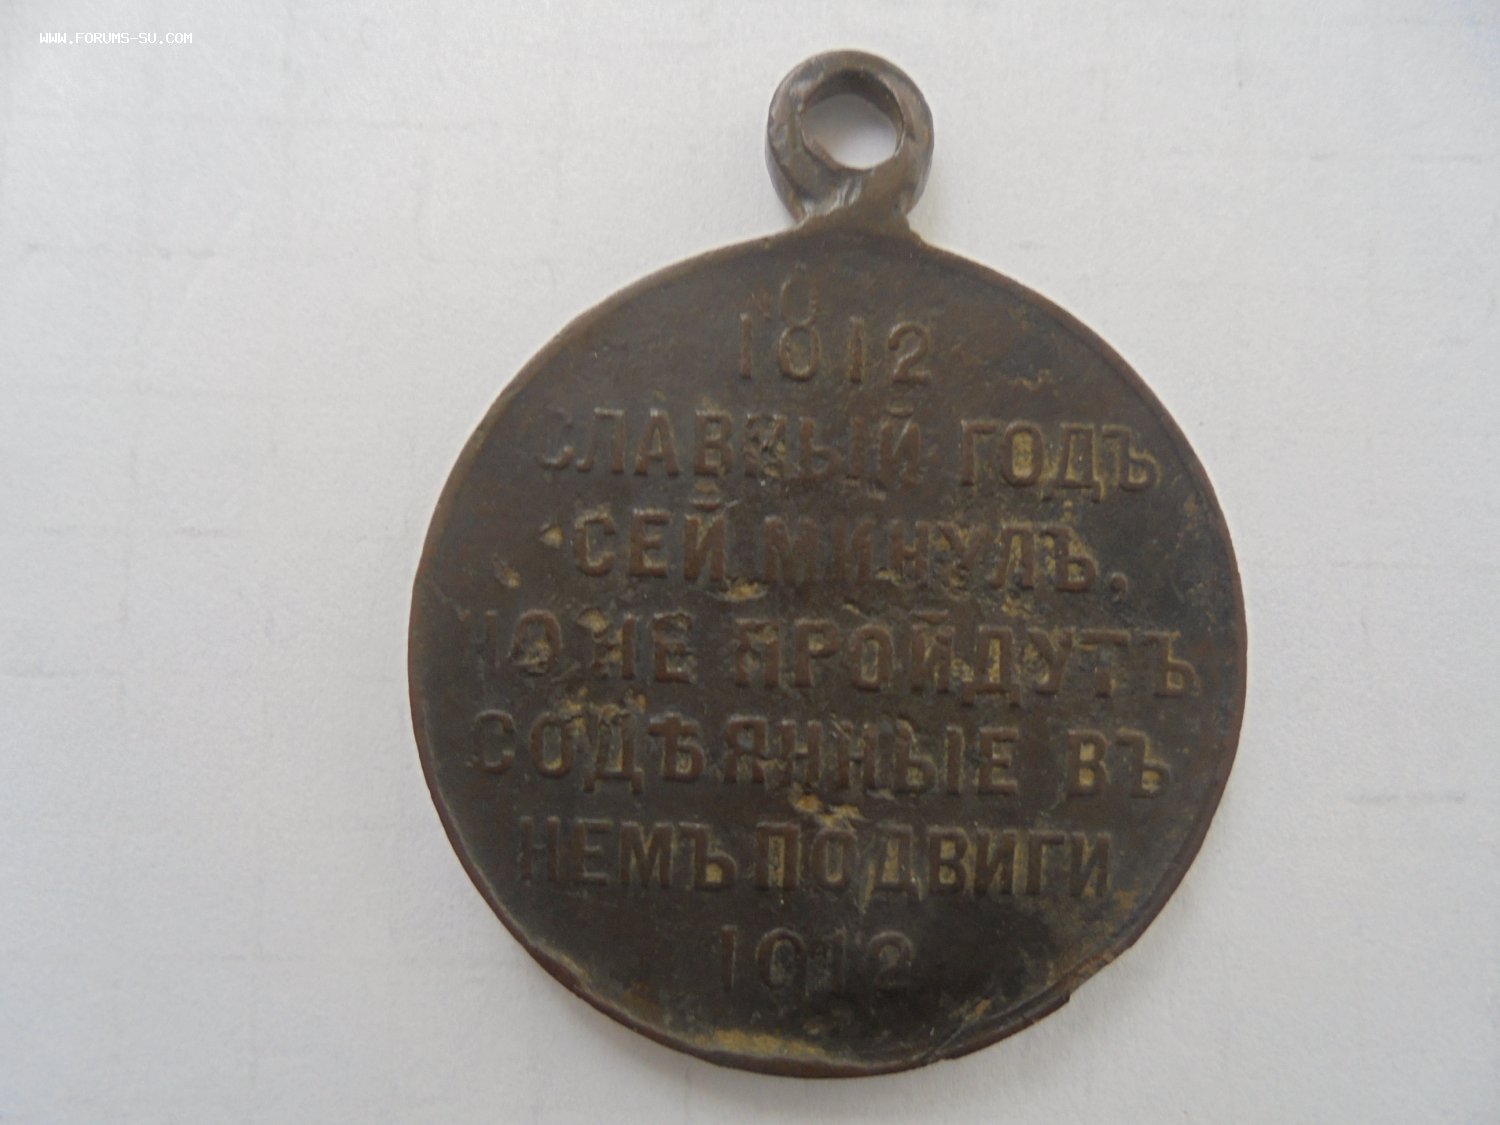 WWW.FORUMS-SU.COM
1812
СЛАВНЫЙ ГОДЪ
СЕЙ МИНУЛЪ,
НО НЕ ПРОЙДУТЪ
СОДѢЯННЫЕ ВЪ
НЕМЪ ПОДВИГИ
1912